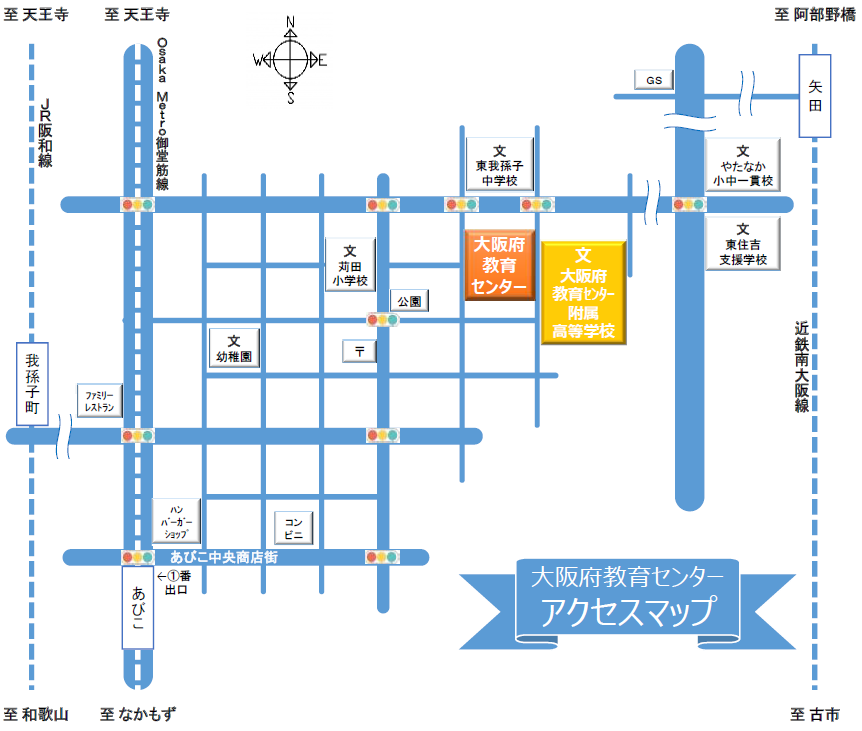 至 天王寺
至 天王寺
至 阿部野橋
Osaka Metro御堂筋線
JR阪和線
N
W
E
S
GS
矢田
文
東我孫子
中学校
文
やたなか
小中一貫校
文
東住吉
支援学校
文
苅田
小学校
大阪府
教育
センター
文
大阪府
教育センター
附属
高等学校
公園
〒
文
幼稚園
近鉄南大阪線
我孫子町
ファミリー
レストラン
ハン
バーガー
ショップ
コン
ビニ
あびこ中央商店街
←①番
出口
あびこ
大阪府教育センター
アクセスマップ
至 和歌山
至 なかもず
至 古市